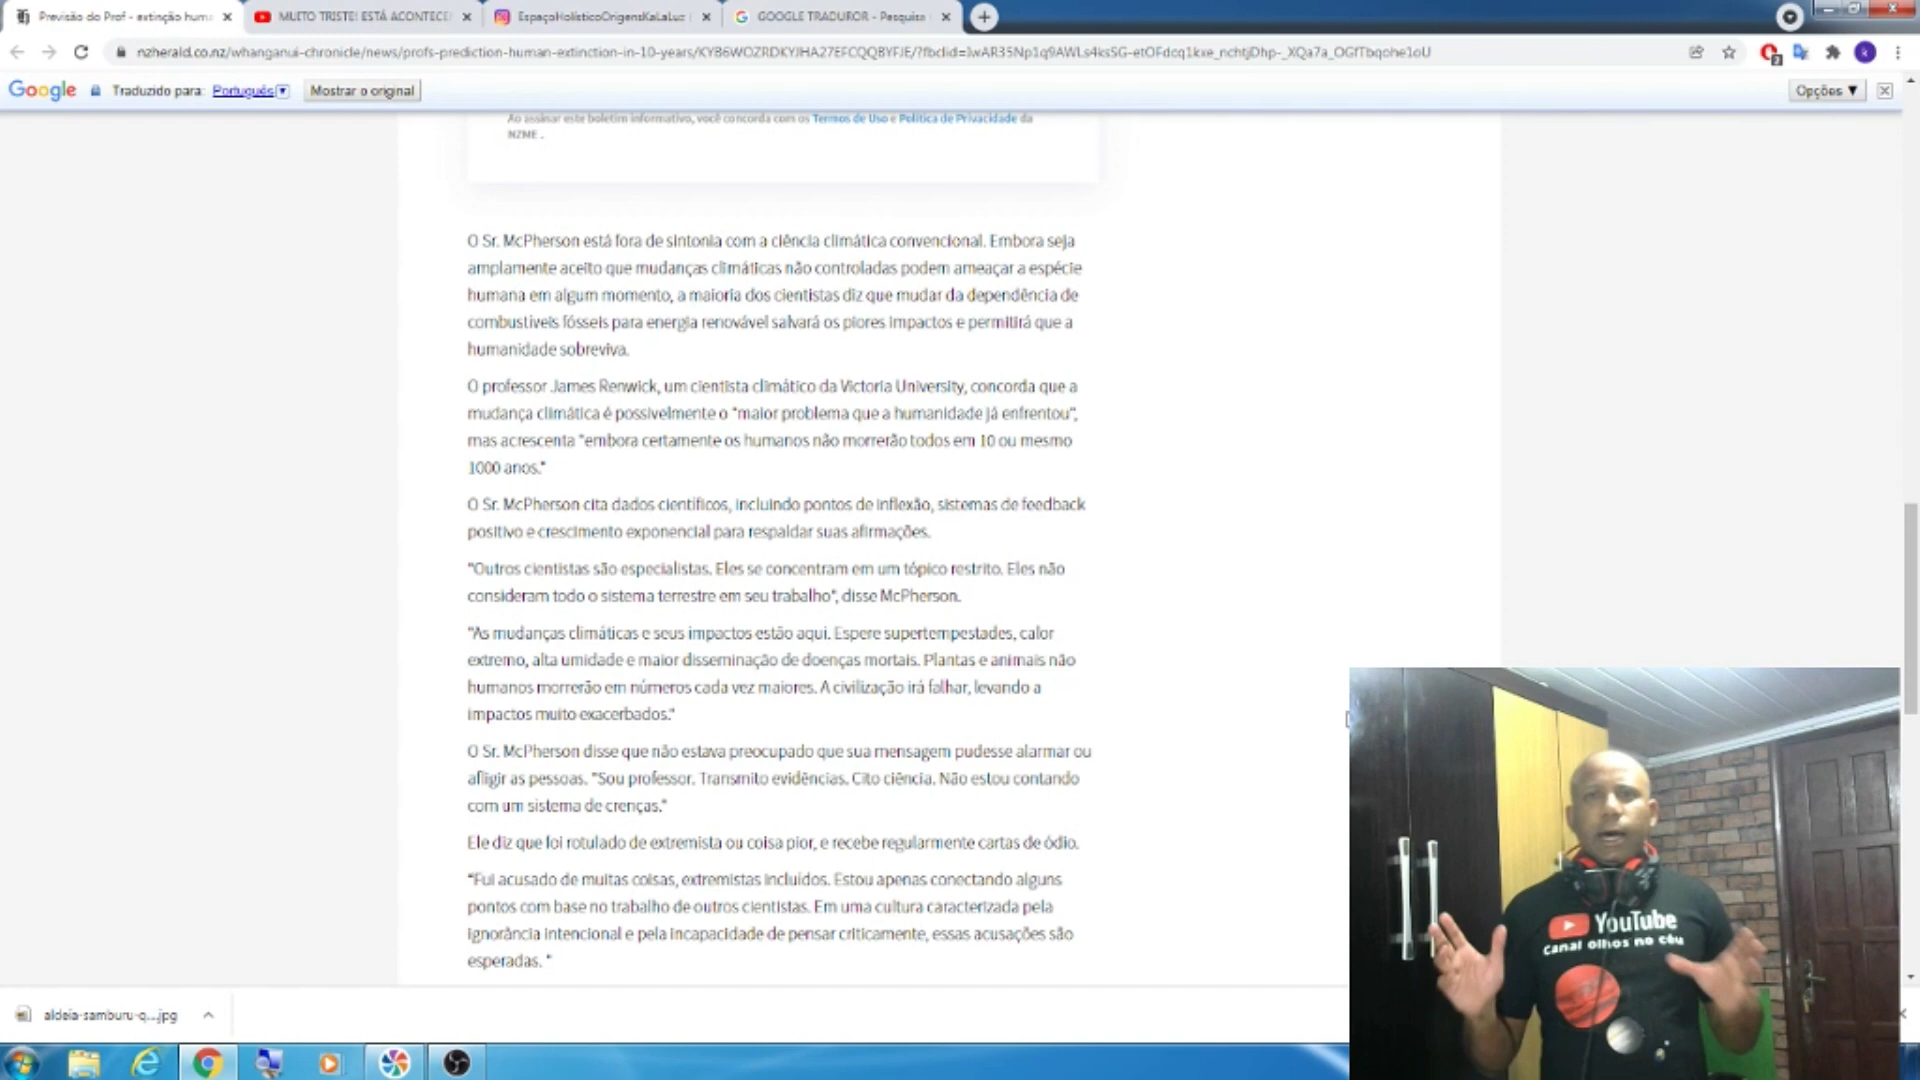 Previsão do Prof - extinção huma
MUITO TRISTE! ESTÁ ACONTECE
EspaçoHolísticoOrigensKaLaLuz (
GOOGLE TRADUROR - Pesquisa
nzherald.co.nz/whanganui-chronicle/news/profs-prediction-human-extinction-in-10-years/
Google Traduzido para: Português Mostrar o original Opções ▼
Ao assinar este boletim informativo, você concorda com os Termos de Uso e Política de Privacidade da
NZME .
O Sr. McPherson está fora de sintonia com a ciência climática convencional. Embora seja
amplamente aceito que mudanças climáticas não controladas podem ameaçar a espécie
humana em algum momento, a maioria dos cientistas diz que mudar da dependência de
combustíveis fósseis para energia renovável salvará os piores impactos e permitirá que a
humanidade sobreviva.
O professor James Renwick, um cientista climático da Victoria University, concorda que a
mudança climática é possivelmente o "maior problema que a humanidade já enfrentou",
mas acrescenta "embora certamente os humanos não morrerão todos em 10 ou mesmo
1000 anos."
O Sr. McPherson cita dados científicos, incluindo pontos de inflexão, sistemas de feedback
positivo e crescimento exponencial para respaldar suas afirmações.
"Outros cientistas são especialistas. Eles se concentram em um tópico restrito. Eles não
consideram todo o sistema terrestre em seu trabalho", disse McPherson.
"As mudanças climáticas e seus impactos estão aqui. Espere supertempestades, calor
extremo, alta umidade e maior disseminação de doenças mortais. Plantas e animais não
humanos morrerão em números cada vez maiores. A civilização irá falhar, levando a
impactos muito exacerbados."
O Sr. McPherson disse que não estava preocupado que sua mensagem pudesse alarmar ou
afligir as pessoas. "Sou professor. Transmito evidências. Cito ciência. Não estou contando
com um sistema de crenças."
Ele diz que foi rotulado de extremista ou coisa pior, e recebe regularmente cartas de ódio.
"Fui acusado de muitas coisas, extremistas incluídos. Estou apenas conectando alguns
pontos com base no trabalho de outros cientistas. Em uma cultura caracterizada pela
ignorância intencional e pela incapacidade de pensar criticamente, essas acusações são
esperadas. "
YouTube
Canal olhos no céu
aldeia-samburu-q....jpg